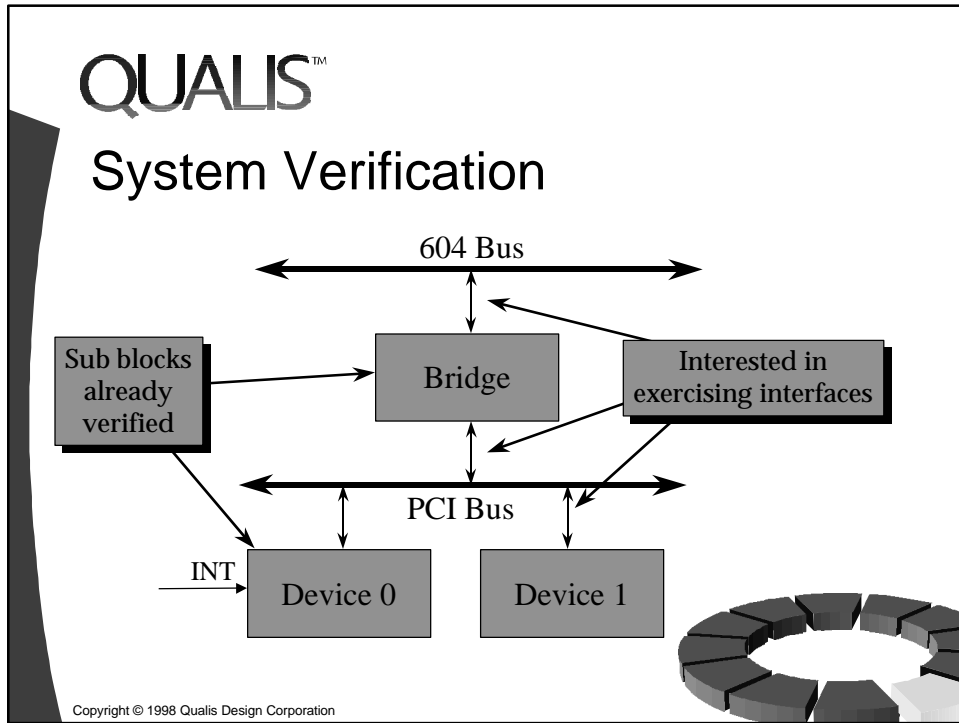 QUALIS™
System Verification
604 Bus
Sub blocks
already
verified
Bridge
Interested in
exercising interfaces
PCI Bus
INT
Device 0
Device 1
Copyright © 1998 Qualis Design Corporation